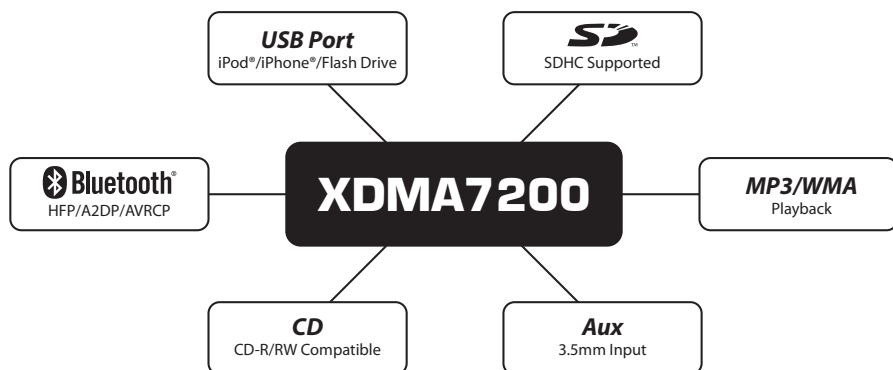 USB Port
iPod®/iPhone®/Flash Drive
SD™
SDHC Supported
Bluetooth®
HFP/A2DP/AVRCP
XDMA7200
MP3/WMA
Playback
CD
CD-R/RW Compatible
Aux
3.5mm Input